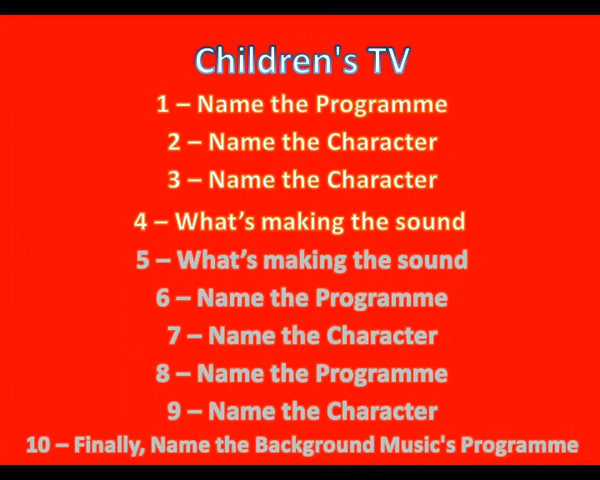 Children's TV
1 – Name the Programme
2 – Name the Character
3 – Name the Character
4 – What’s making the sound
5 – What’s making the sound
6 – Name the Programme
7 – Name the Character
8 – Name the Programme
9 – Name the Character
10 – Finally, Name the Background Music's Programme